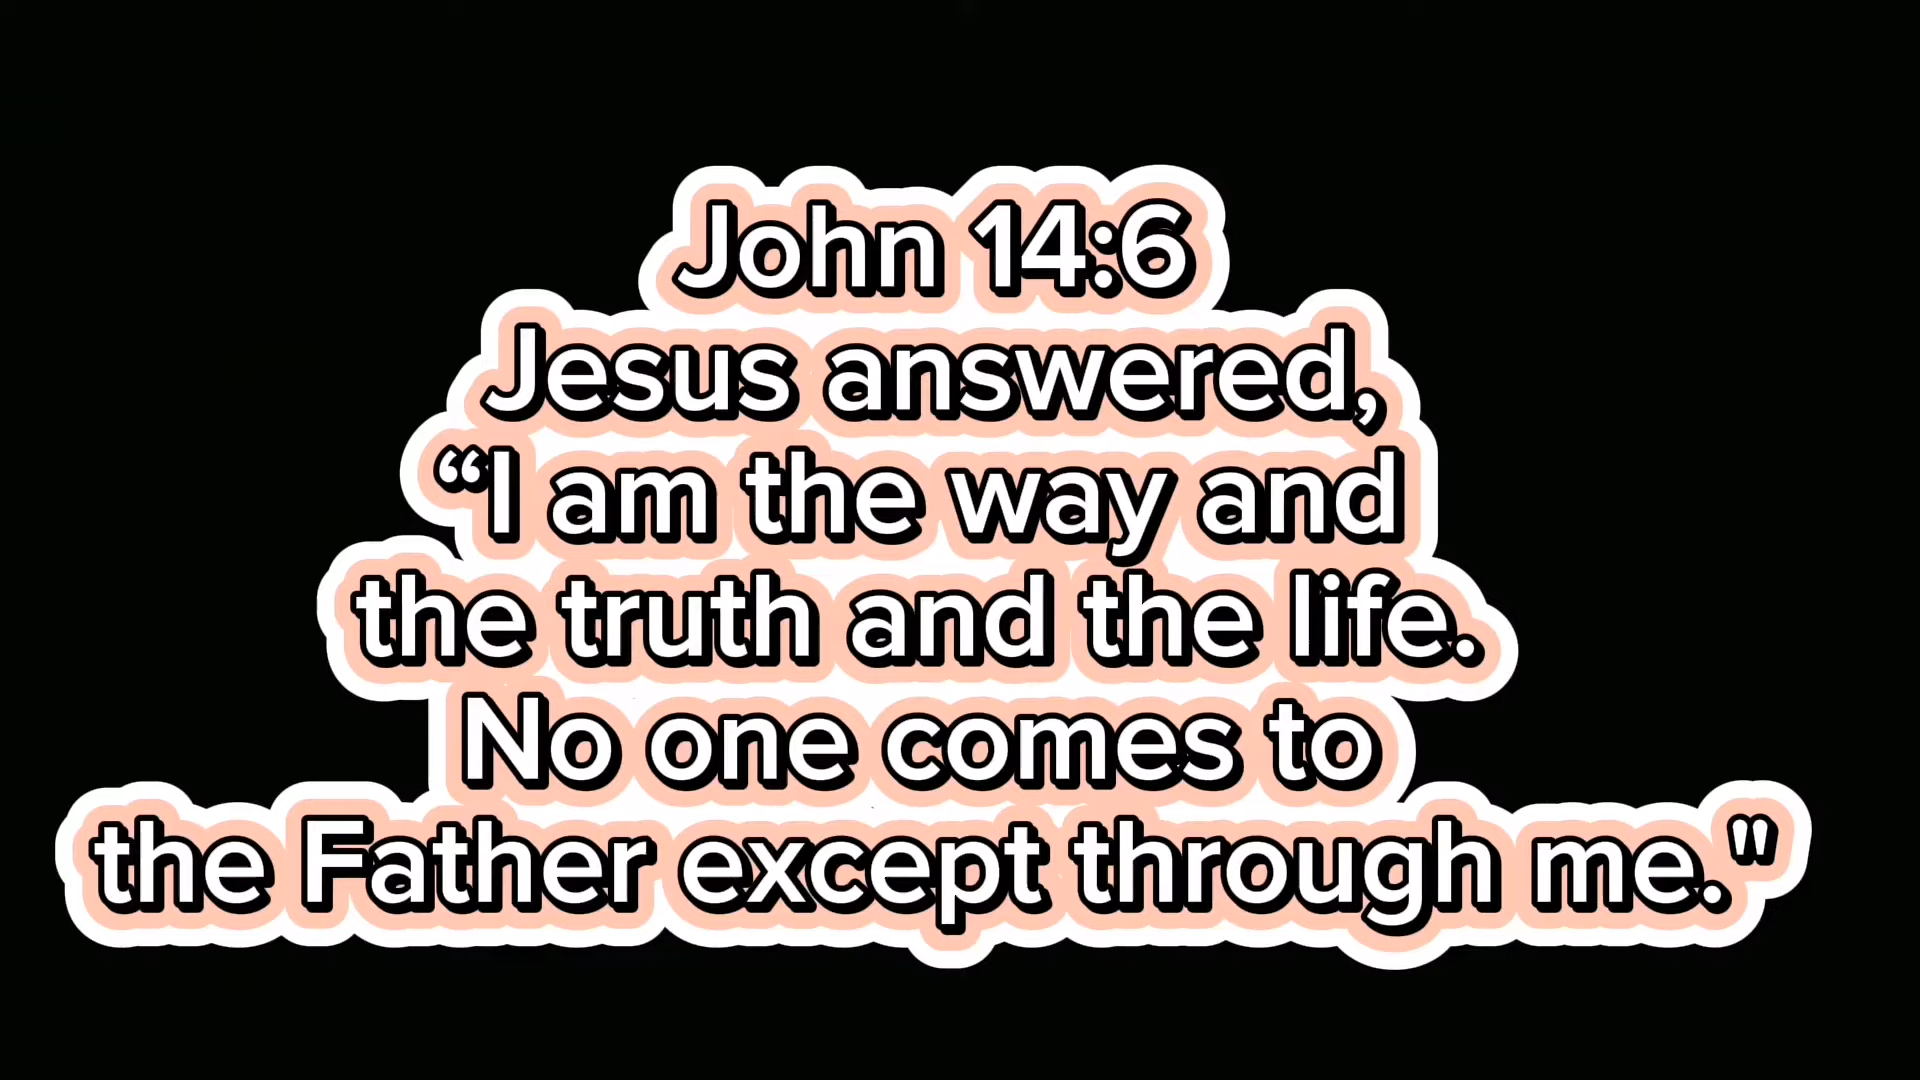 John 14:6
Jesus answered,
“I am the way and
the truth and the life.
No one comes to
the Father except through me."